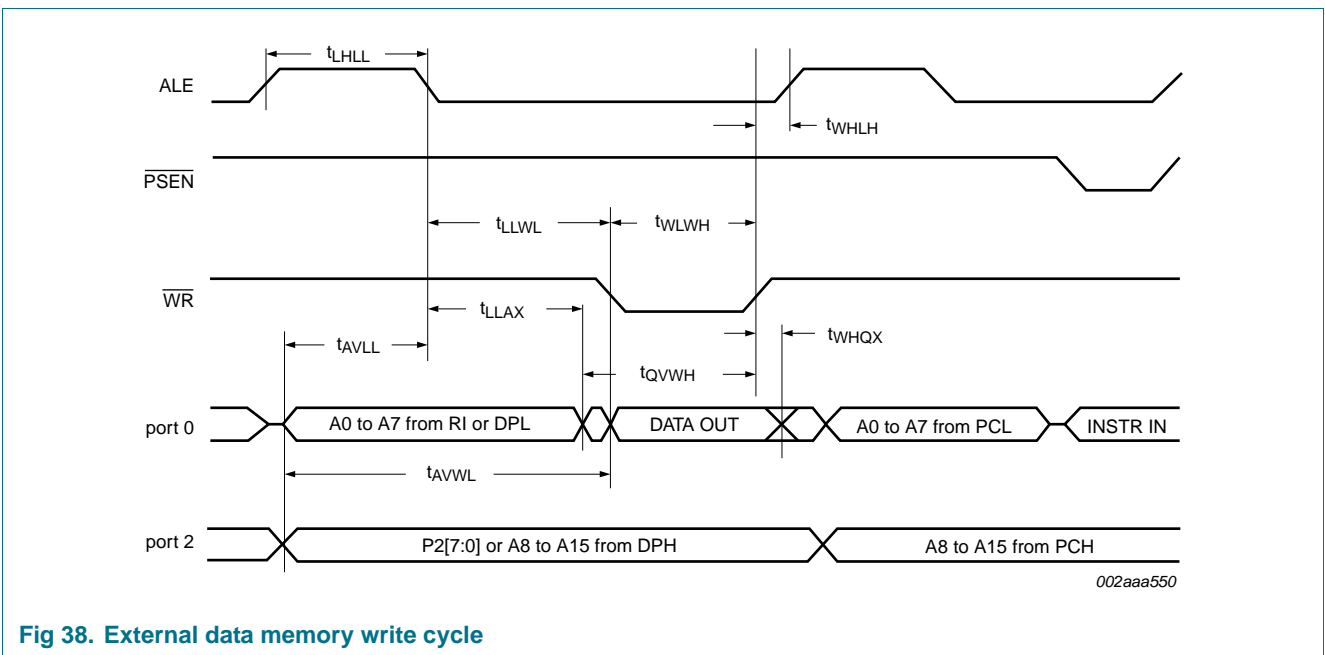 tLHLL
ALE
tWHLH
PSEN
tLLWL
tWLWH
WR
tLLAX
tWHQX
tAVLL
tQVWH
port 0
A0 to A7 from RI or DPL
DATA OUT
A0 to A7 from PCL
INSTR IN
tAVWL
port 2
P2[7:0] or A8 to A15 from DPH
A8 to A15 from PCH
002aaa550
Fig 38. External data memory write cycle